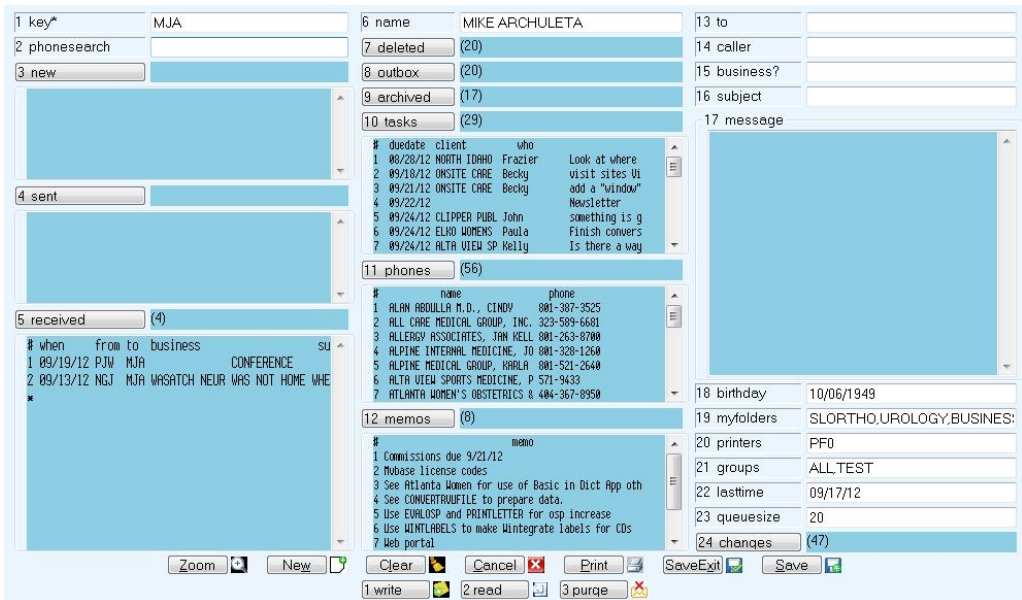 1 key*
MJA
2 phonesearch
3 new
4 sent
5 received
(4)
# when from to business su
1 09/19/12 PJW MJA CONFERENCE
2 09/13/12 NGJ MJA WASATCH NEUR WAS NOT HOME WHE
*
6 name
MIKE ARCHULETA
7 deleted
(20)
8 outbox
(20)
9 archived
(17)
10 tasks
(29)
# duedate client who
1 08/28/12 NORTH IDAHO Frazier Look at where
2 09/18/12 ONSITE CARE Becky visit sites Vi
3 09/21/12 ONSITE CARE Becky add a "window"
4 09/22/12 Newsletter
5 09/24/12 CLIPPER PUBL John something is g
6 09/24/12 ELKO WOMENS Paula Finish convers
7 09/24/12 ALTA VIEW SP Kelly Is there a way
11 phones
(56)
# name phone
1 ALAN ABDULLA M.D., CINDY 801-387-3525
2 ALL CARE MEDICAL GROUP, INC. 323-589-6681
3 ALLERGY ASSOCIATES, JAN KELL 801-263-8700
4 ALPINE INTERNAL MEDICINE, JO 801-328-1260
5 ALPINE MEDICAL GROUP, KARLA 801-521-2640
6 ALTA VIEW SPORTS MEDICINE, P 571-9433
7 ATLANTA WOMEN'S OBSTETRICS & 404-367-8950
12 memos
(8)
# memo
1 Commissions due 9/21/12
2 Mvbase license codes
3 See Atlanta Women for use of Basic in Dict App oth
4 See CONVERTRVUFILE to prepare data.
5 Use EVALOSP and PRINTLETTER for osp increase
6 Use WINTLABELS to make Wintegrate labels for CDs
7 Web portal
13 to
14 caller
15 business?
16 subject
17 message
18 birthday
10/06/1949
19 myfolders
SLORTHO,UROLOGY,BUSINES
20 printers
PF0
21 groups
ALL,TEST
22 lasttime
09/17/12
23 queuesize
20
24 changes
(47)
Zoom
New
Clear
Cancel
Print
SaveExit
Save
1 write
2 read
3 purge